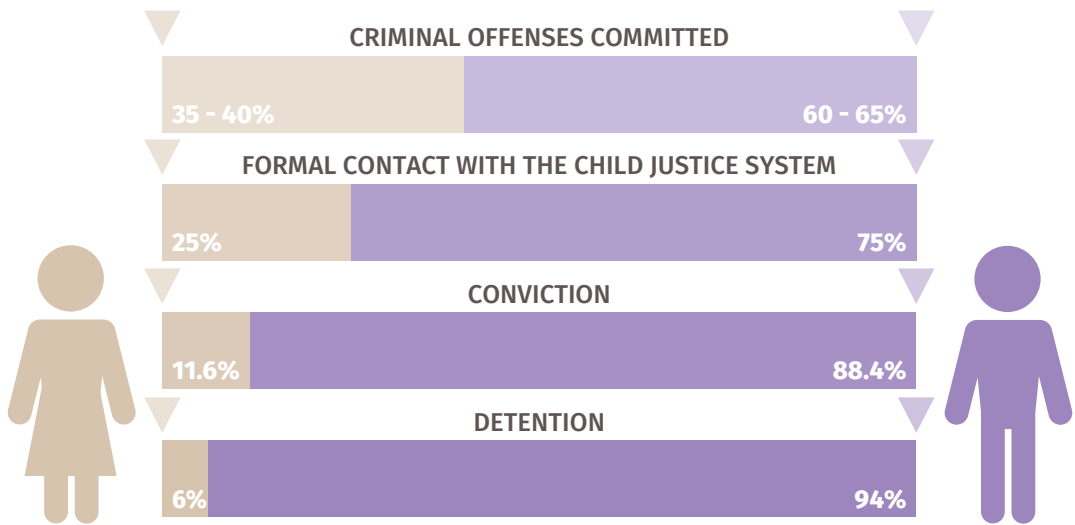 CRIMINAL OFFENSES COMMITTED
35 - 40%
60 - 65%
FORMAL CONTACT WITH THE CHILD JUSTICE SYSTEM
25%
75%
CONVICTION
11.6%
88.4%
DETENTION
6%
94%